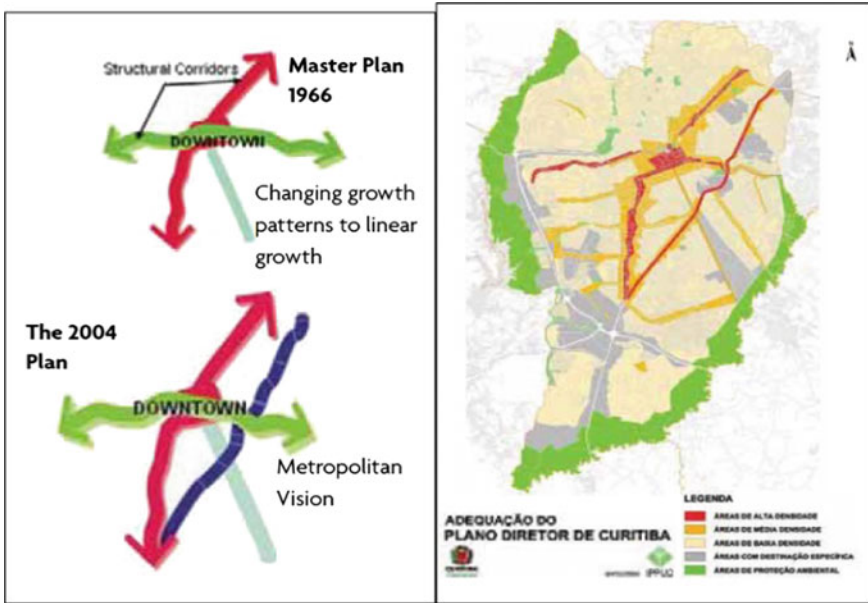 Structural Corridors
Master Plan
1966
DOWNTOWN
Changing growth
patterns to linear
growth
The 2004
Plan
DOWNTOWN
Metropolitan
Vision
A
ADEQUAÇÃO DO
PLANO DIRETOR DE CURITIBA
IPPUC
LEGENDA
ÁREAS DE ALTA DENSIDADE
ÁREAS DE MÉDIA DENSIDADE
ÁREAS DE BAIXA DENSIDADE
ÁREAS COM DESTINAÇÃO ESPECÍFICA
ÁREAS DE PROTEÇÃO AMBIENTAL